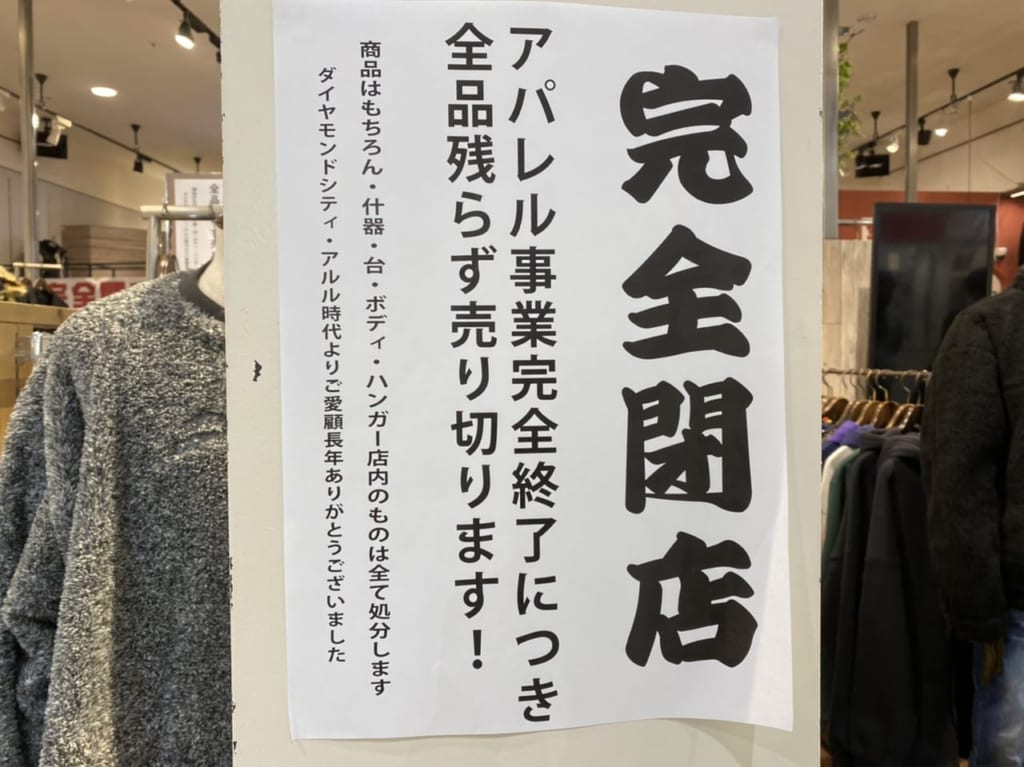 完全閉店
アパレル事業完全終了につき
全品残らず売り切ります！
商品はもちろん・什器・台・ボディ・ハンガー店内のものは全て処分します
ダイヤモンドシティ・アルル時代よりご愛顧長年ありがとうございました
完全